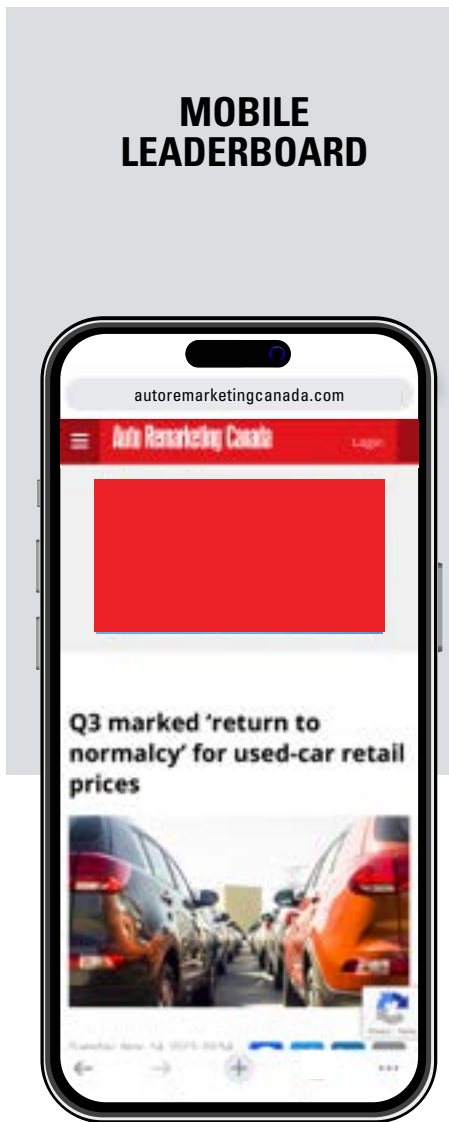 MOBILE
LEADERBOARD
autoremarketingcanada.com
Auto Remarketing Canada
Login
Q3 marked ‘return to
normalcy’ for used-car retail
prices